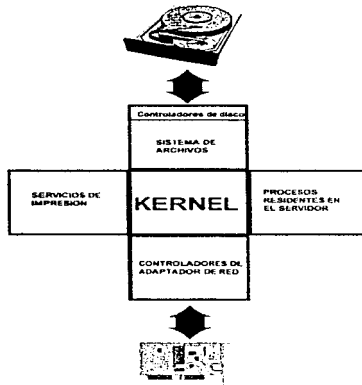 Controladores de disco
SISTEMA DE
ARCHIVOS
SERVICIOS DE
IMPRESION
KERNEL
PROCESOS
RESIDENTES EN
EL SERVIDOR
CONTROLADORES DE
ADAPTADOR DE RED